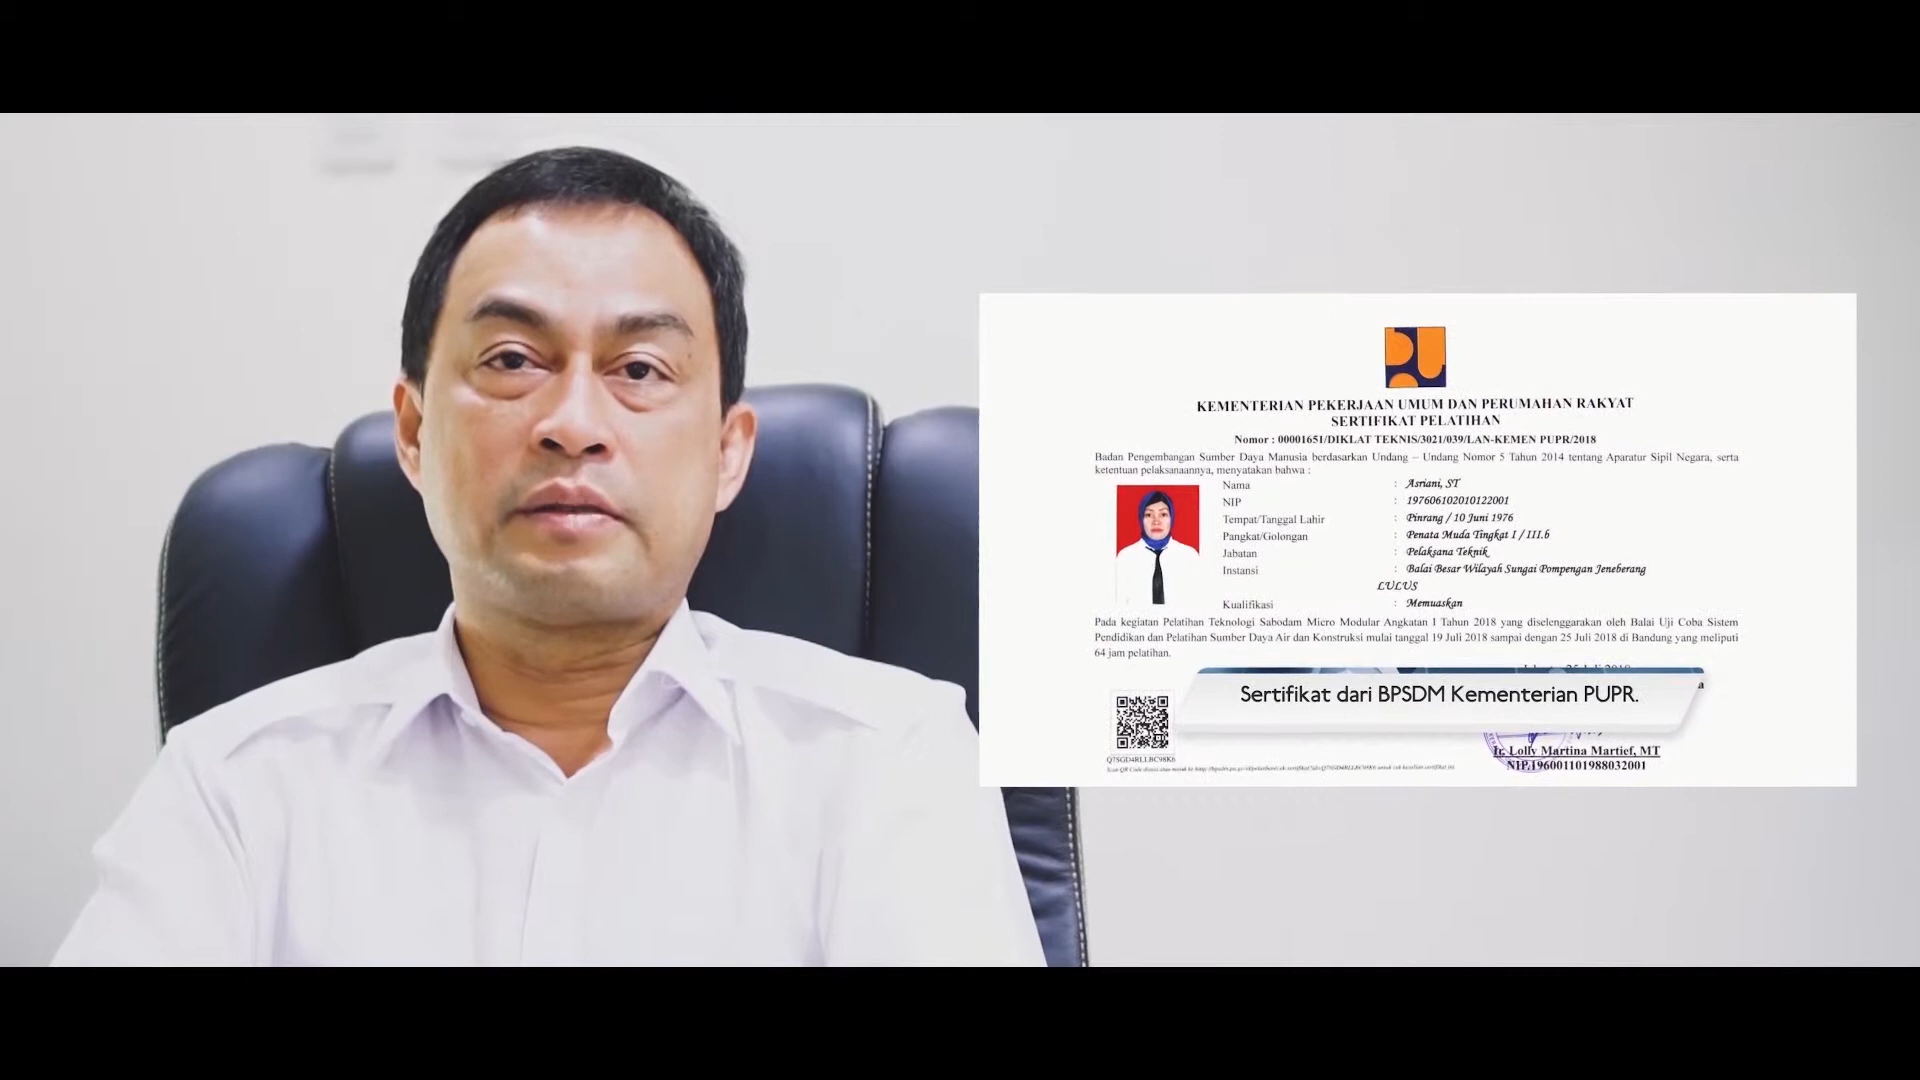 PU
KEMENTERIAN PEKERJAAN UMUM DAN PERUMAHAN RAKYAT
SERTIFIKAT PELATIHAN
Nomor : 00001651/DIKLAT TEKNIS/3021/039/LAN-KEMEN PUPR/2018
Badan Pengembangan Sumber Daya Manusia berdasarkan Undang – Undang Nomor 5 Tahun 2014 tentang Aparatur Sipil Negara, serta
ketentuan pelaksanaannya, menyatakan bahwa :
Nama : Asriani, ST
NIP : 197606102010122001
Tempat/Tanggal Lahir : Pinrang / 10 Juni 1976
Pangkat/Golongan : Penata Muda Tingkat I / III.b
Jabatan : Pelaksana Teknik
Instansi : Balai Besar Wilayah Sungai Pompengan Jeneberang
LULUS
Kualifikasi : Memuaskan
Pada kegiatan Pelatihan Teknologi Sabodam Micro Modular Angkatan I Tahun 2018 yang diselenggarakan oleh Balai Uji Coba Sistem
Pendidikan dan Pelatihan Sumber Daya Air dan Konstruksi mulai tanggal 19 Juli 2018 sampai dengan 25 Juli 2018 di Bandung yang meliputi
64 jam pelatihan.
Sertifikat dari BPSDM Kementerian PUPR.
Ir. Lolly Martina Martief, MT
NIP.196001101988032001
Q7SGD4RLLBC98K6